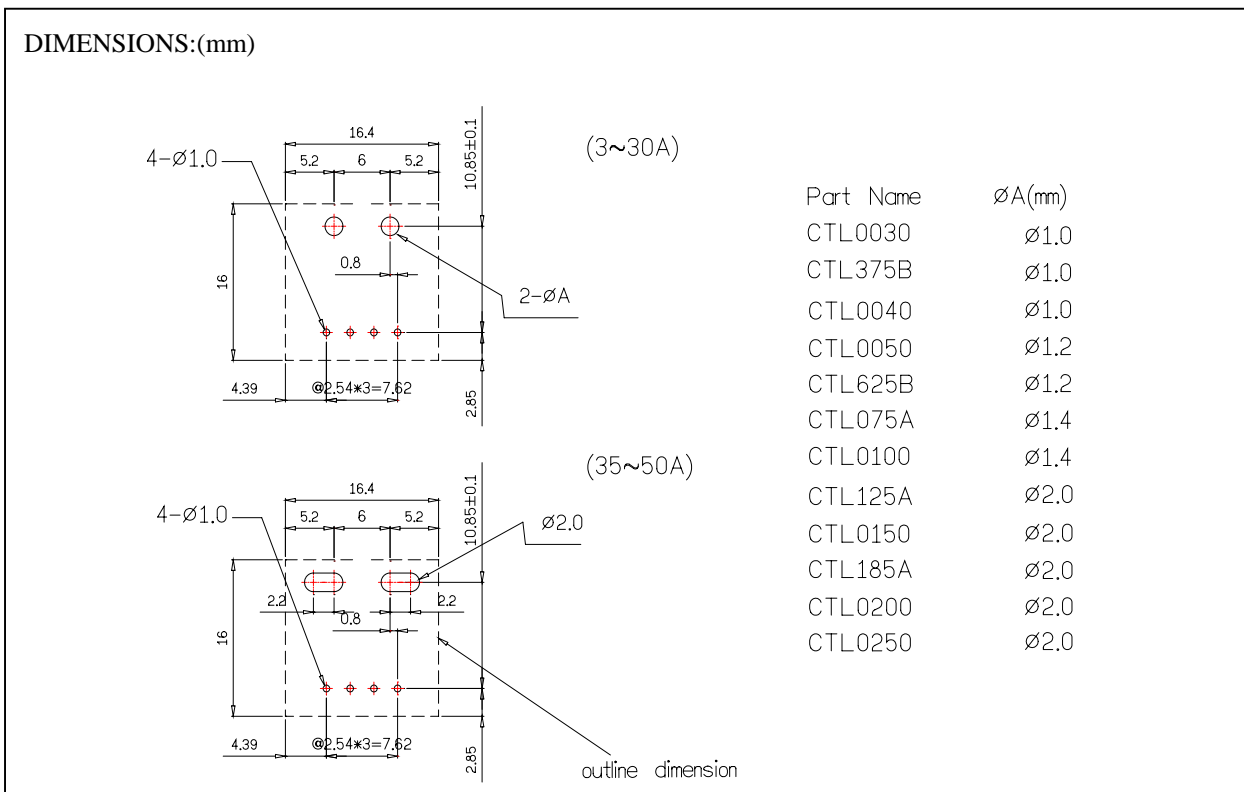 DIMENSIONS:(mm)
(3~30A)
16.4
5.2 6 5.2
10.85±0.1
4-Ø1.0
16
0.8
2-ØA
4.39
@2.54*3=7.62
2.85
(35~50A)
16.4
5.2 6 5.2
10.85±0.1
4-Ø1.0
Ø2.0
2.2
2.2
0.8
16
4.39
@2.54*3=7.62
2.85
outline dimension
Part Name ØA(mm)
CTL0030 Ø1.0
CTL375B Ø1.0
CTL0040 Ø1.0
CTL0050 Ø1.2
CTL625B Ø1.2
CTL075A Ø1.4
CTL0100 Ø1.4
CTL125A Ø2.0
CTL0150 Ø2.0
CTL185A Ø2.0
CTL0200 Ø2.0
CTL0250 Ø2.0